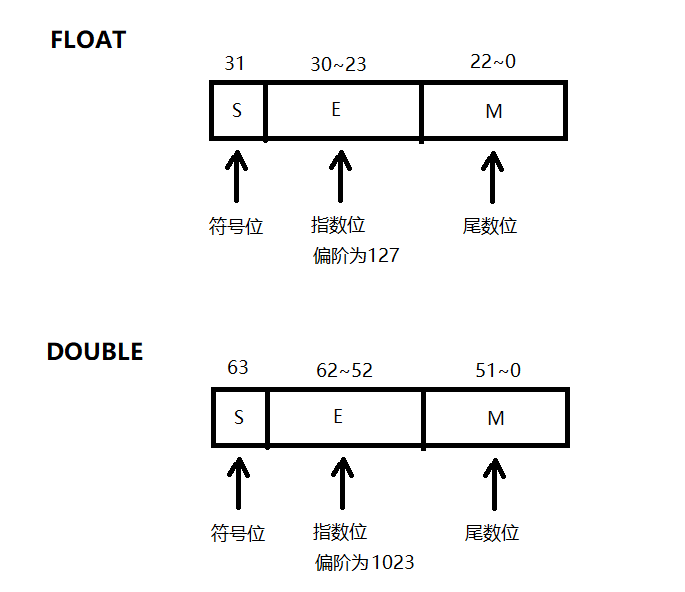 FLOAT
31 30~23 22~0
S E M
符号位 指数位 尾数位
偏阶为127
DOUBLE
63 62~52 51~0
S E M
符号位 指数位 尾数位
偏阶为1023